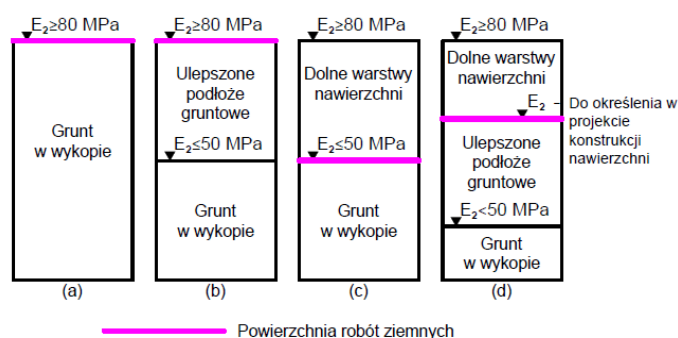 E₂≥80 MPa
E₂≥80 MPa
E₂≥80 MPa
E₂≥80 MPa
Grunt
w wykopie
(a)
Ulepszone
podłoże
gruntowe
E₂≤50 MPa
Grunt
w wykopie
(b)
Dolne warstwy
nawierzchni
E₂≤50 MPa
Grunt
w wykopie
(c)
Dolne warstwy
nawierzchni
E₂ – Do określenia w
projekcie
konstrukcji
nawierzchni
Ulepszone
podłoże
gruntowe
E₂<50 MPa
Grunt
w wykopie
(d)
Powierzchnia robót ziemnych